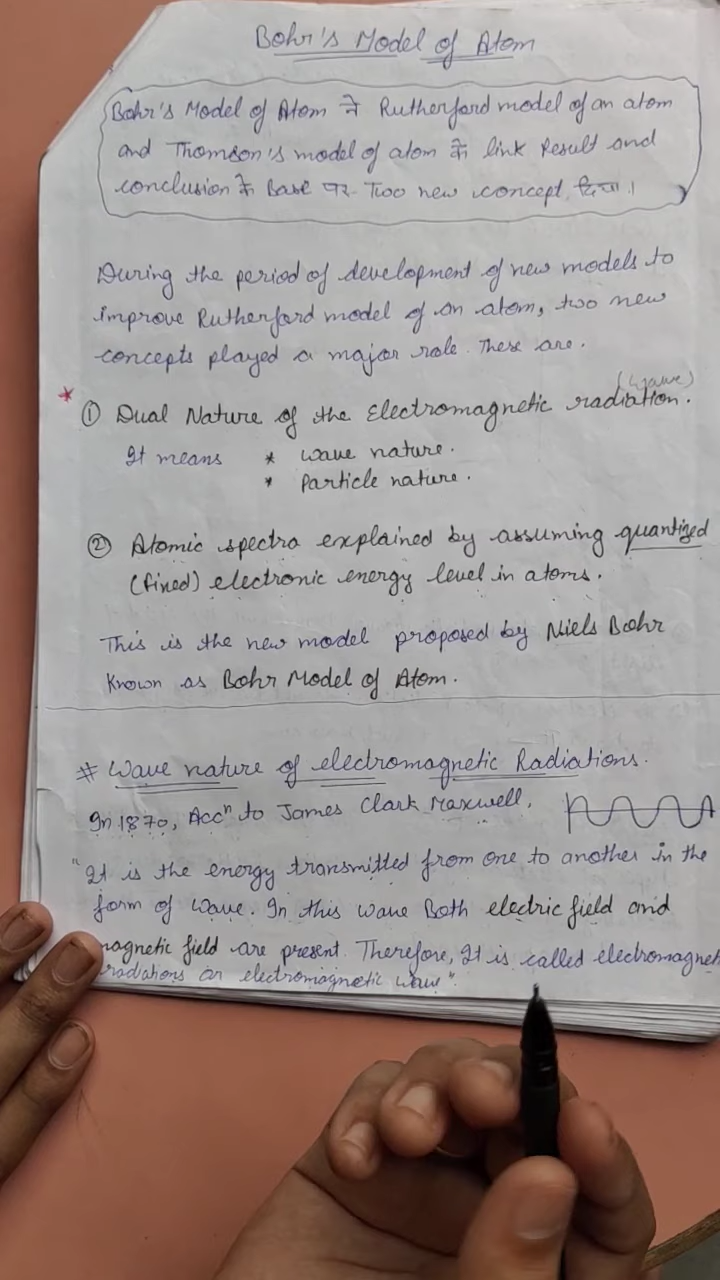 Bohr's Model of Atom
Bohr's Model of Atom ने Rutherford model of an atom
and Thomson's model of atom के link Result and
conclusion के Base पर Two new concept दिया।
During the period of development of new models to
improve Rutherford model of an atom, two new
concepts played a major role. These are.
(wave)
* ① Dual Nature of the Electromagnetic radiation.
It means * wave nature.
* Particle nature.
② Atomic spectra explained by assuming quantized
(fixed) electronic energy level in atoms.
This is the new model proposed by Niels Bohr
known as Bohr Model of Atom.
# Wave nature of electromagnetic Radiations.
In 1870, Accⁿ to James Clark Maxwell,
"It is the energy transmitted from one to another in the
form of wave. In this wave Both electric field and
magnetic field are present. Therefore, It is called electromagnet
radiations or electromagnetic wave".